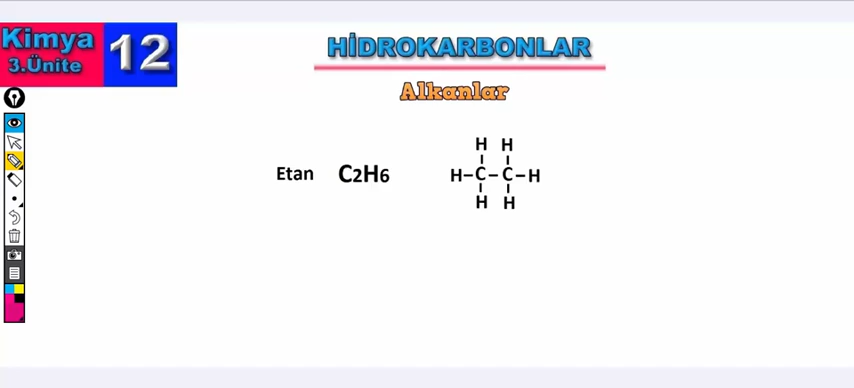 Kimya
3.Ünite
12
HİDROKARBONLAR
Alkanlar
H H
Etan C2H6 H-C-C-H
H H